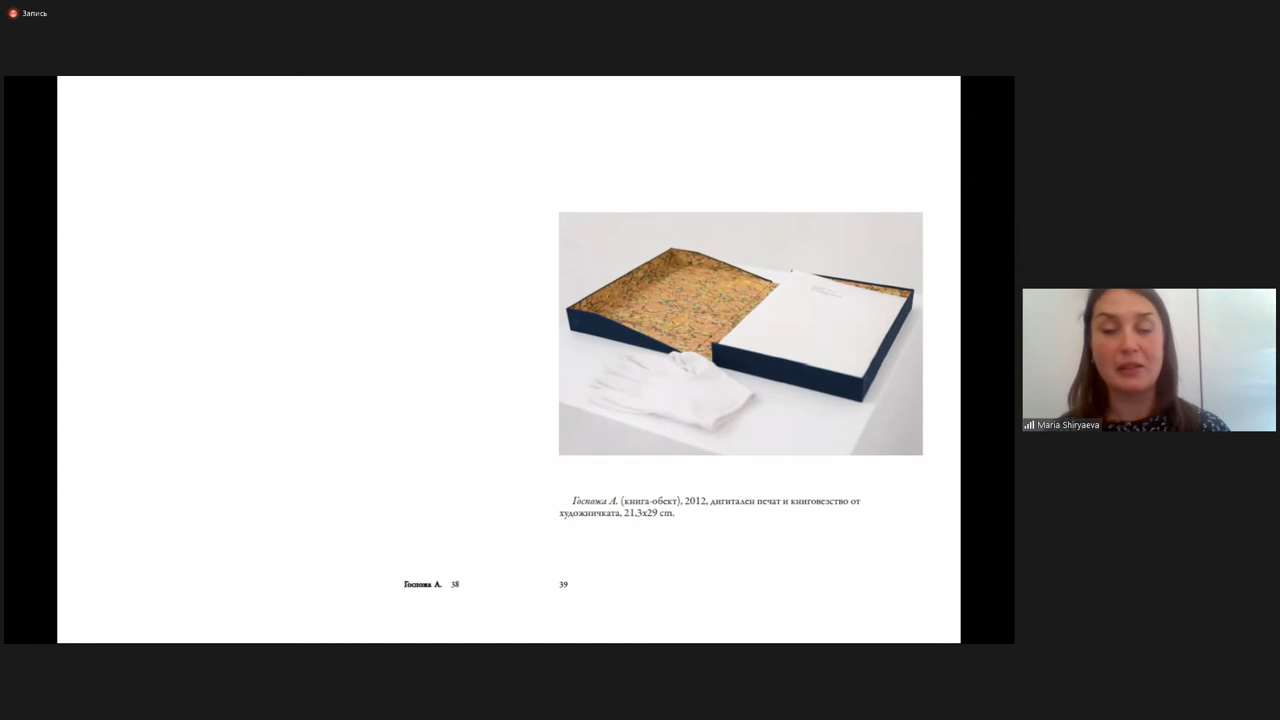 Запись
Госпожа А. (книга-обект), 2012, дигитален печат и книговезство от
художничката, 21,3x29 cm.
Госпожа А. 38
39
Maria Shiryaeva